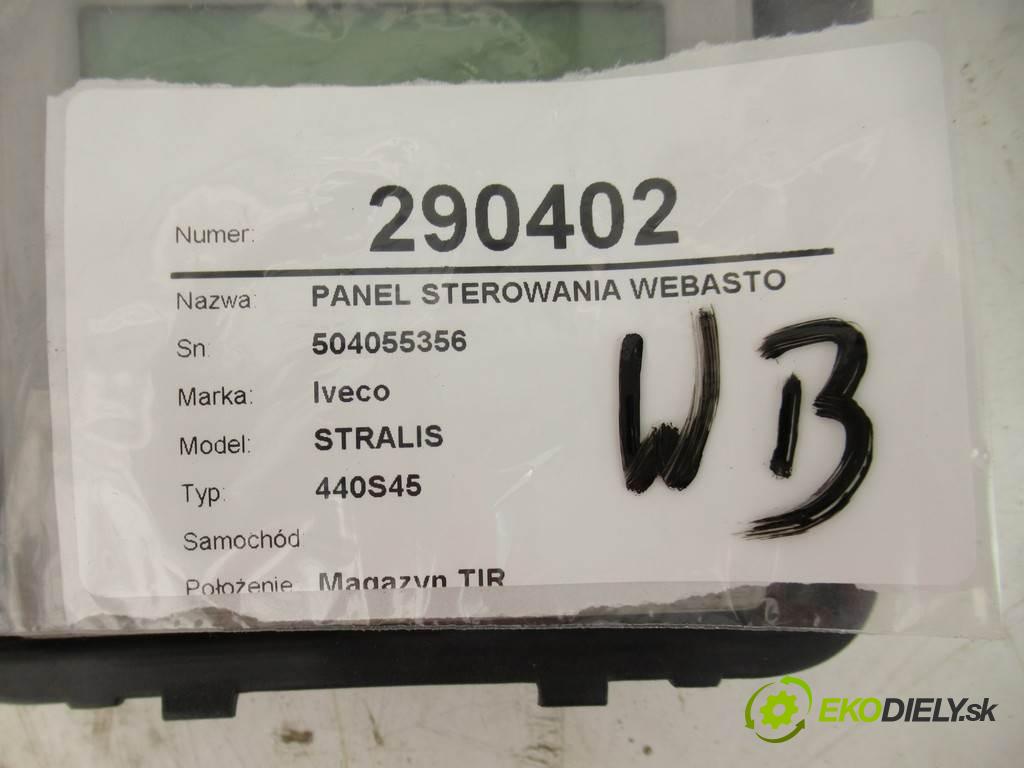 Numer: 290402
Nazwa: PANEL STEROWANIA WEBASTO
Sn: 504055356
Marka: Iveco
Model: STRALIS
Typ: 440S45
Samochód:
Położenie: Magazyn TIR
WB
EKODIELY.sk